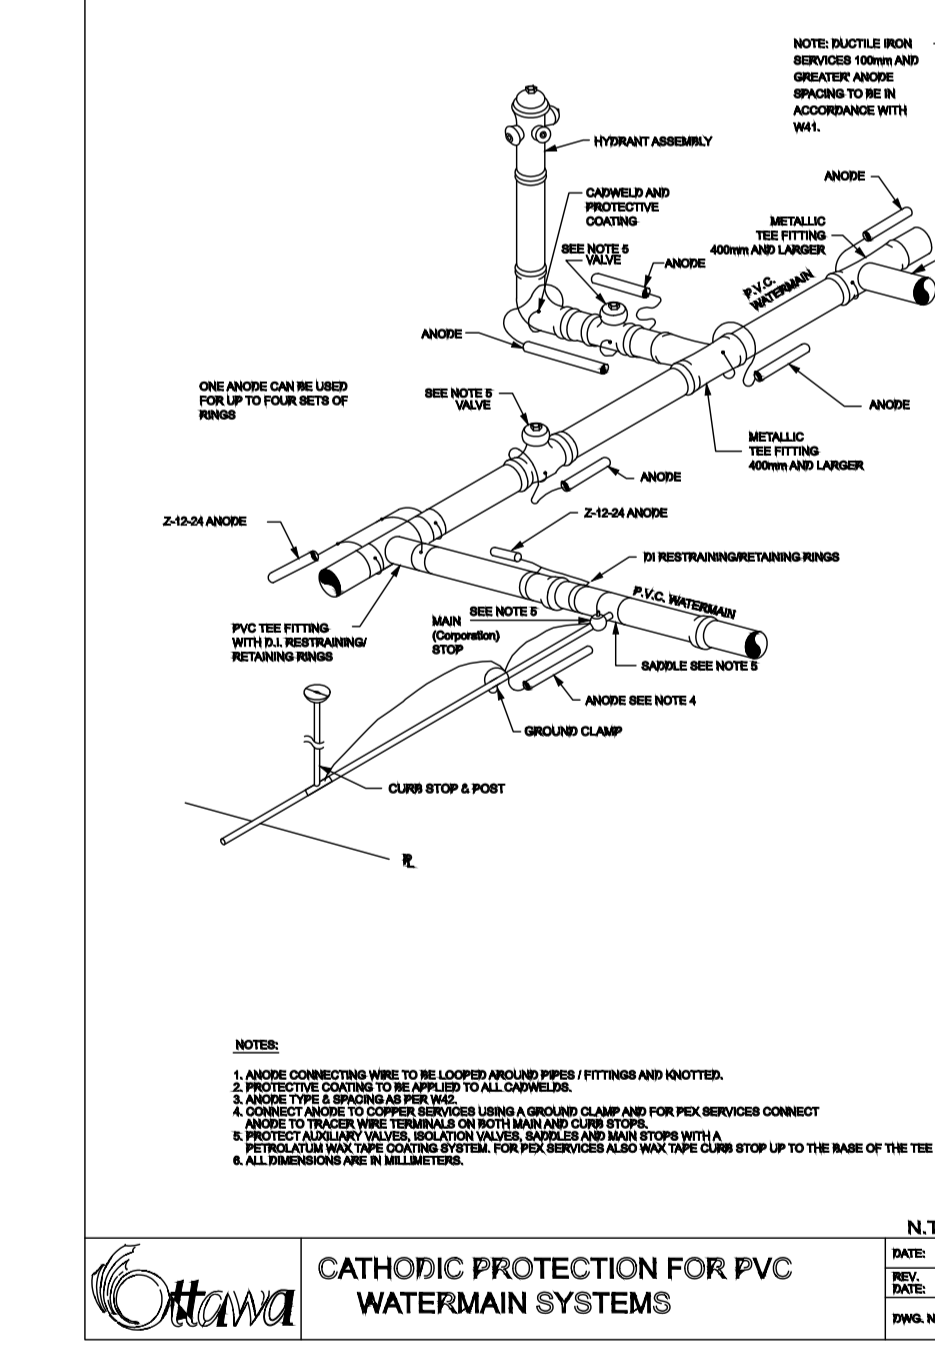 NOTE: DUCTILE IRON
SERVICES 100mm AND
GREATER' ANODE
SPACING TO BE IN
ACCORDANCE WITH
W41.
HYDRANT ASSEMBLY
ANODE
CADWELD AND
PROTECTIVE
COATING
METALLIC
TEE FITTING
400mm AND LARGER
SEE NOTE 5
VALVE
ANODE
P.V.C.
WATERMAIN
ANODE
ONE ANODE CAN BE USED
FOR UP TO FOUR SETS OF
RINGS
SEE NOTE 5
VALVE
ANODE
METALLIC
TEE FITTING
400mm AND LARGER
ANODE
Z-12-24 ANODE
Z-12-24 ANODE
DI RESTRAINING/RETAINING RINGS
P.V.C. WATERMAIN
SEE NOTE 5
MAIN
(Corporation)
STOP
PVC TEE FITTING
WITH D.I. RESTRAINING/
RETAINING RINGS
SADDLE SEE NOTE 5
ANODE SEE NOTE 4
GROUND CLAMP
CURB STOP & POST
PL
NOTES:
1. ANODE CONNECTING WIRE TO BE LOOPED AROUND PIPES / FITTINGS AND KNOTTED.
2. PROTECTIVE COATING TO BE APPLIED TO ALL CADWELDS.
3. ANODE TYPE & SPACING AS PER W42.
4. CONNECT ANODE TO COPPER SERVICES USING A GROUND CLAMP AND FOR PEX SERVICES CONNECT
ANODE TO TRACER WIRE TERMINALS ON BOTH MAIN AND CURB STOPS.
5. PROTECT AUXILIARY VALVES, ISOLATION VALVES, SADDLES AND MAIN STOPS WITH A
PETROLATUM WAX TAPE COATING SYSTEM. FOR PEX SERVICES ALSO WAX TAPE CURB STOP UP TO THE BASE OF THE TEE
6. ALL DIMENSIONS ARE IN MILLIMETERS.
N.T
Ottawa
CATHODIC PROTECTION FOR PVC
WATERMAIN SYSTEMS
DATE:
REV.
DATE:
DWG. N